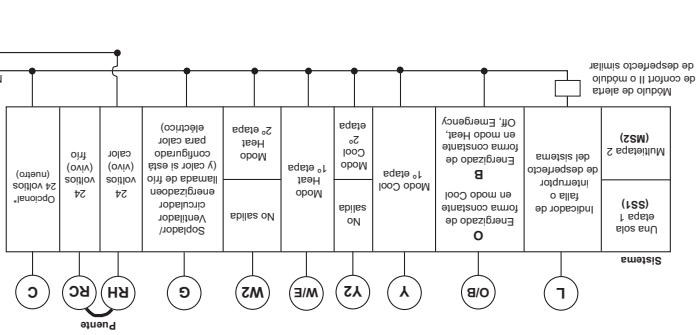 Puente
Sistema
L
O/B
Y
Y2
W/E
W2
G
RH
RC
C
Una sola
etapa 1
(SS1)
Multietapa 2
(MS2)
Indicador de
falla o
interruptor
de desperfecto
del sistema
O
Energizado de
forma constante
en modo Cool
B
Energizado de
forma constante
en modo Heat,
Off, Emergency
Modo Cool
1° etapa
No
salida
Modo
Cool
2°
etapa
Modo
Heat
1° etapa
No salida
Modo
Heat
2° etapa
Soplador/
Ventilador
circulador
energizadoen
llamada de frío
(y calor si está
configurado
para calor
eléctrico)
24
voltios
(vivo)
calor
24
voltios
(vivo)
frío
Opcional*
24 voltios
(nuetro)
Módulo de alerta
de confort II o módulo
de desperfecto similar